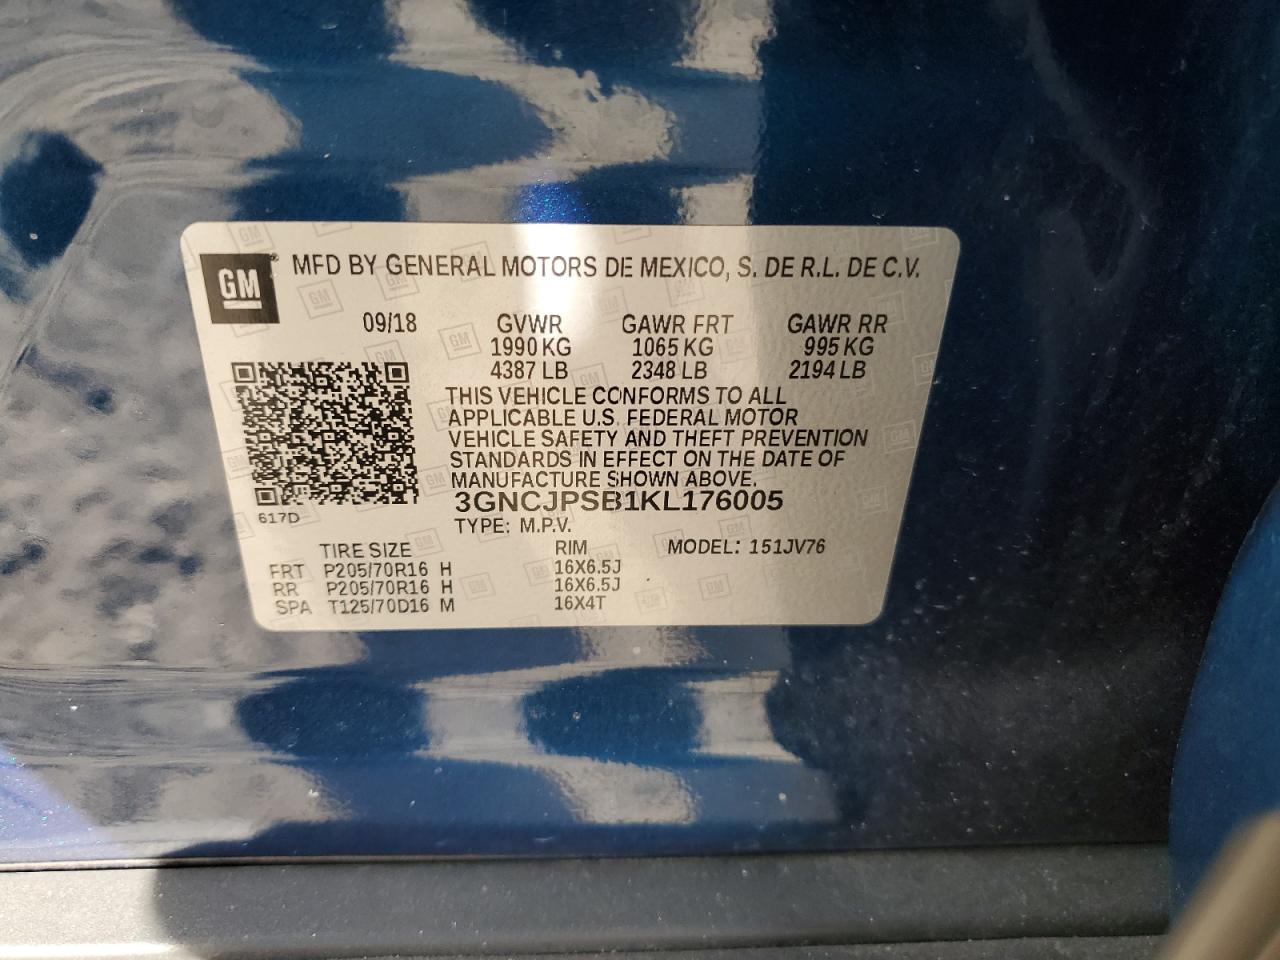 GM® MFD BY GENERAL MOTORS DE MEXICO, S. DE R.L. DE C.V.
09/18 GVWR GAWR FRT GAWR RR
1990 KG 1065 KG 995 KG
4387 LB 2348 LB 2194 LB
THIS VEHICLE CONFORMS TO ALL
APPLICABLE U.S. FEDERAL MOTOR
VEHICLE SAFETY AND THEFT PREVENTION
STANDARDS IN EFFECT ON THE DATE OF
MANUFACTURE SHOWN ABOVE.
3GNCJPSB1KL176005
617D
TYPE: M.P.V.
TIRE SIZE RIM MODEL: 151JV76
FRT P205/70R16 H 16X6.5J
RR P205/70R16 H 16X6.5J
SPA T125/70D16 M 16X4T